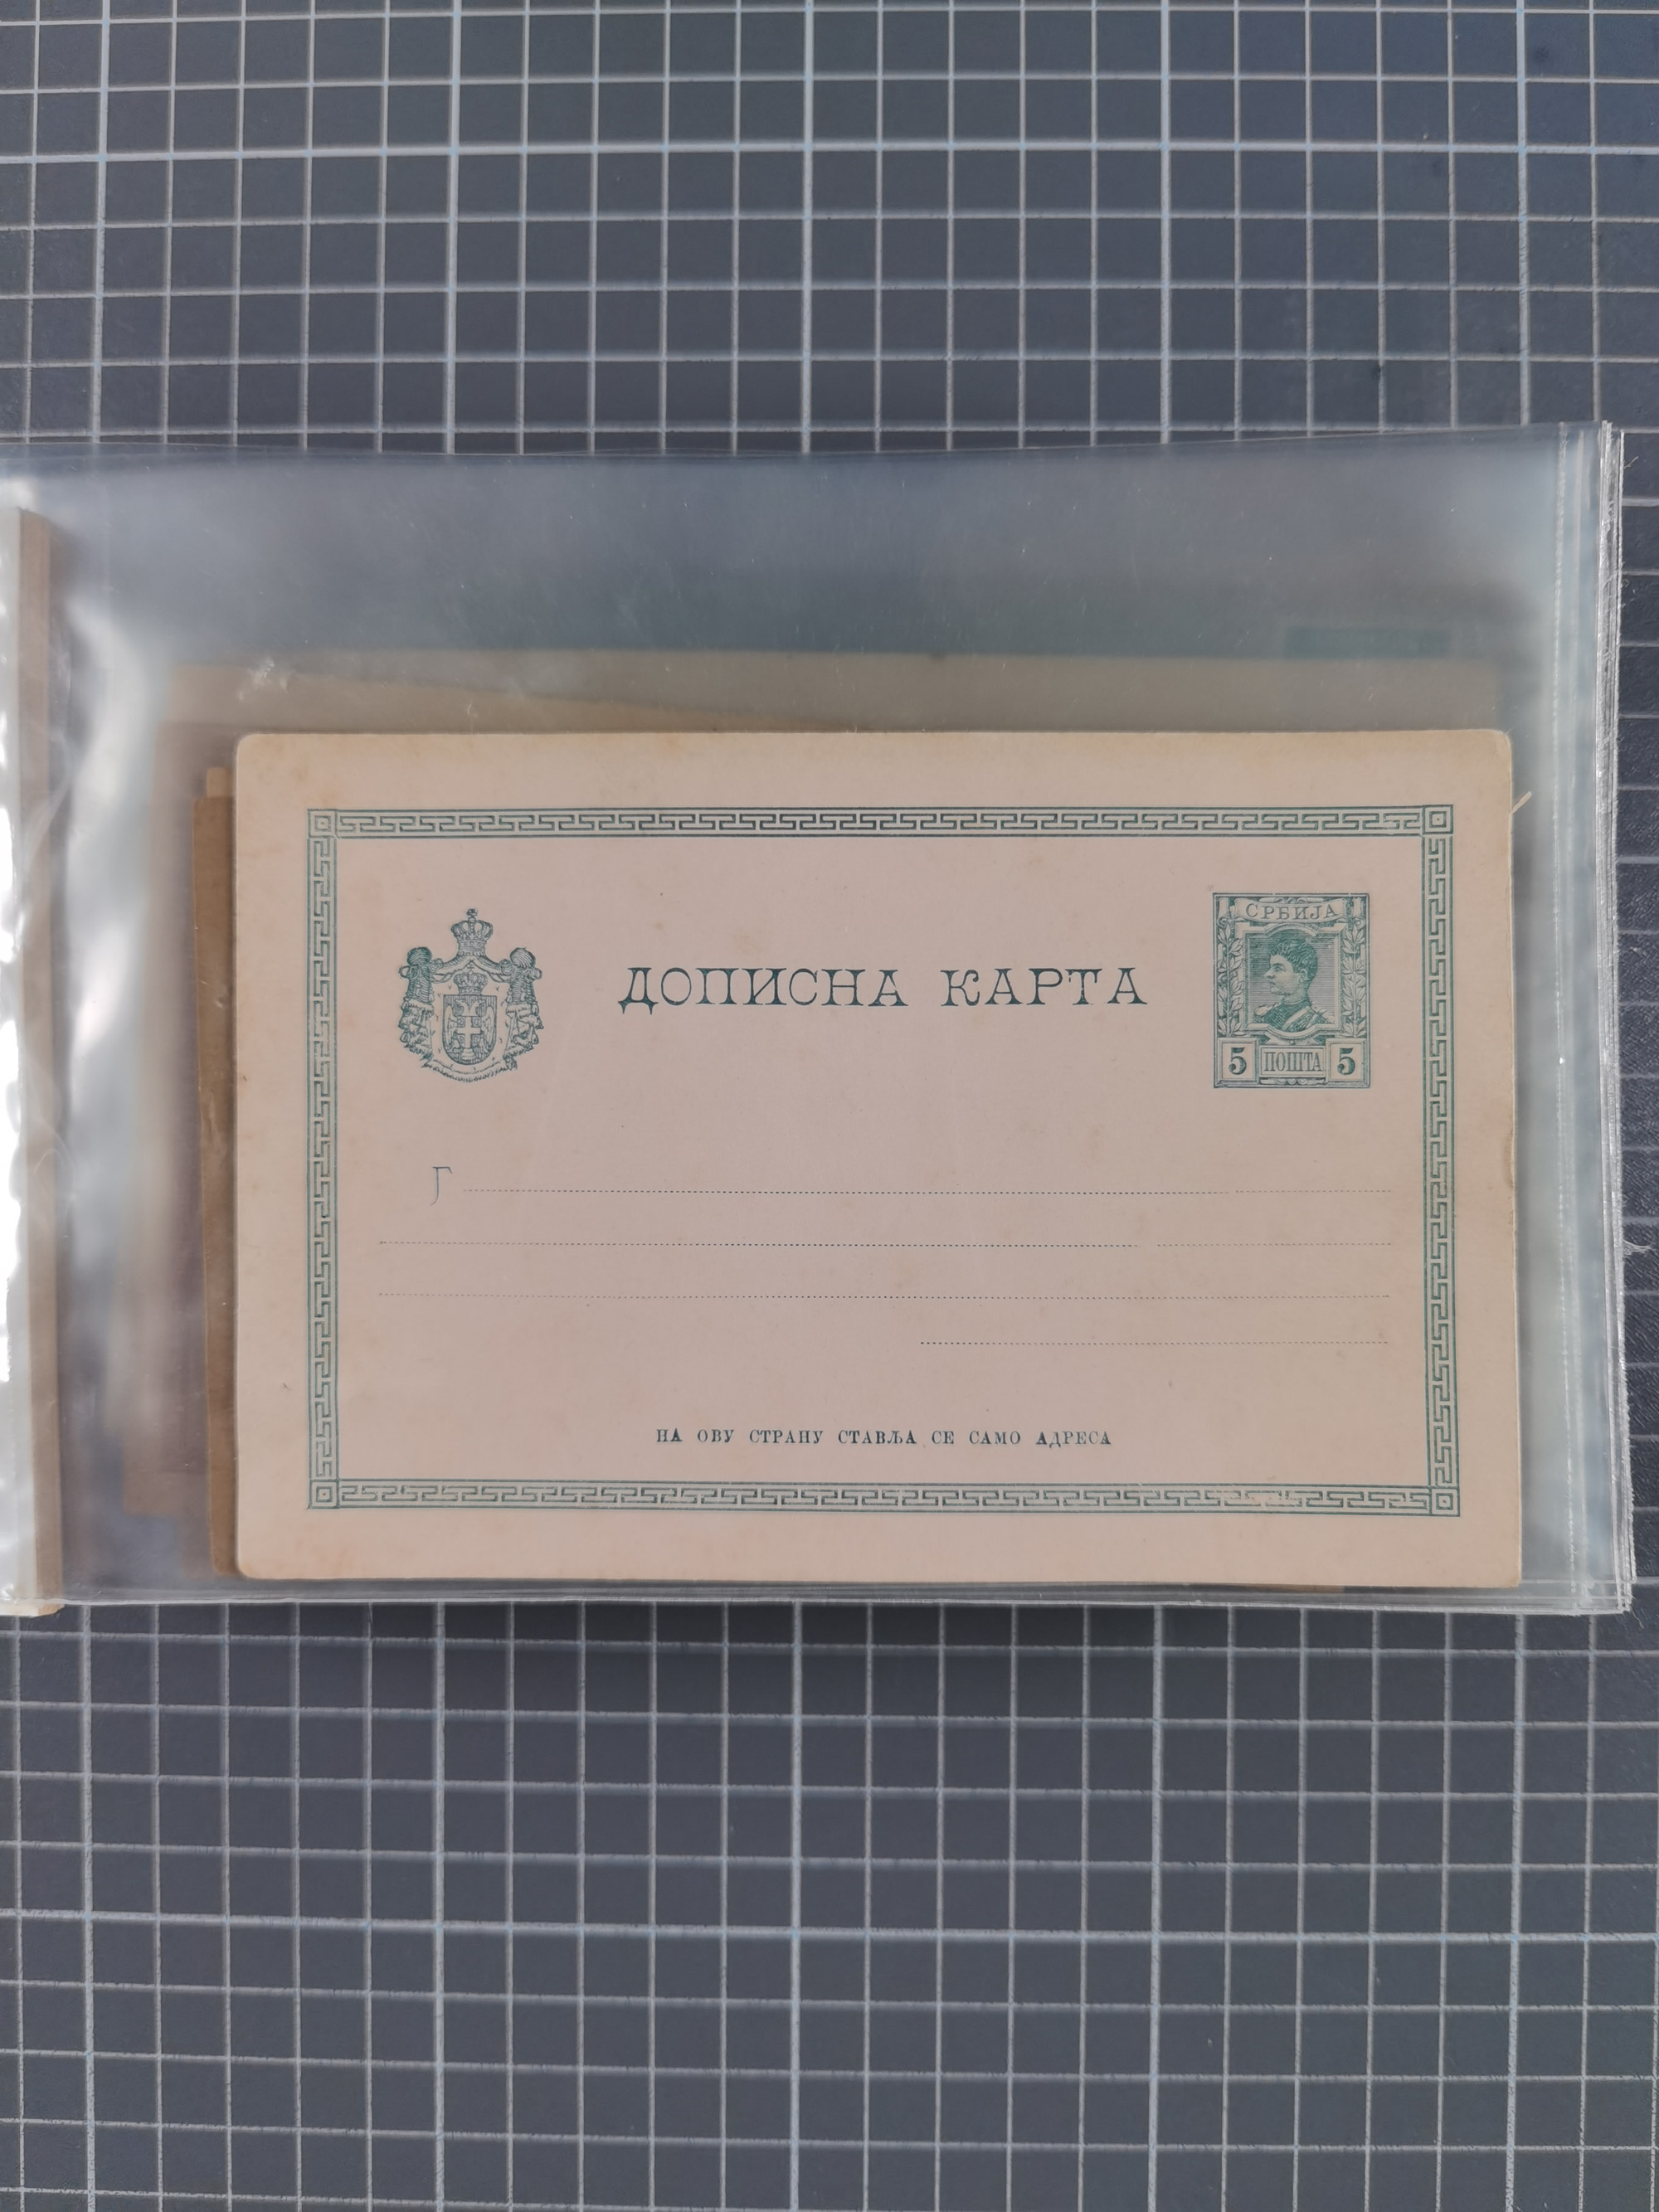 СРБИЈА
ДОПИСНА КАРТА
5 ПОШТА 5
Г
НА ОВУ СТРАНУ СТАВЉА СЕ САМО АДРЕСА